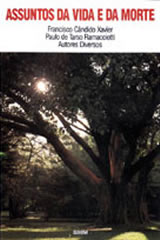 ASSUNTOS DA VIDA E DA MORTE
Francisco Cândido Xavier
Paulo de Tarso Ramacciotti
Autores Diversos